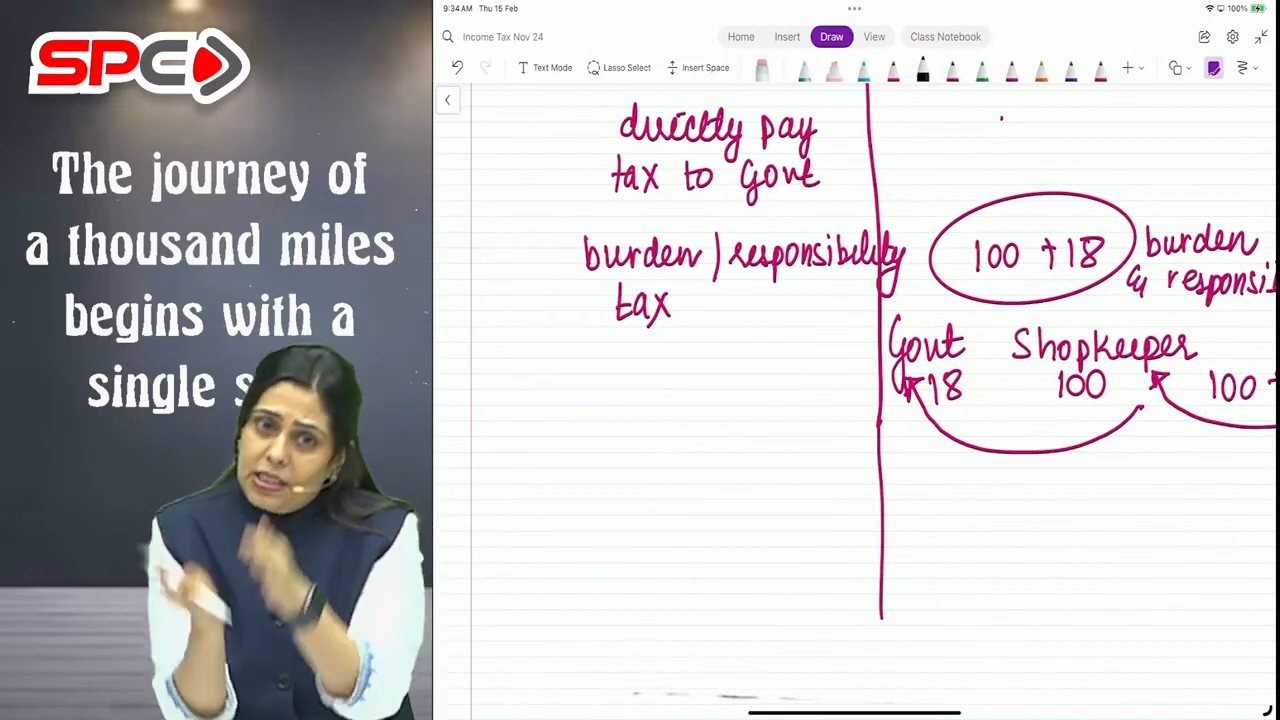 SPC
The journey of
a thousand miles
begins with a
single s
9:34 AM Thu 15 Feb
100%
Income Tax Nov 24
Home Insert Draw View Class Notebook
Text Mode Lasso Select Insert Space
directly pay
tax to Govt
burden / responsibility
tax
100 + 18
burden
& responsi
Govt Shopkeeper
18 100 100 +